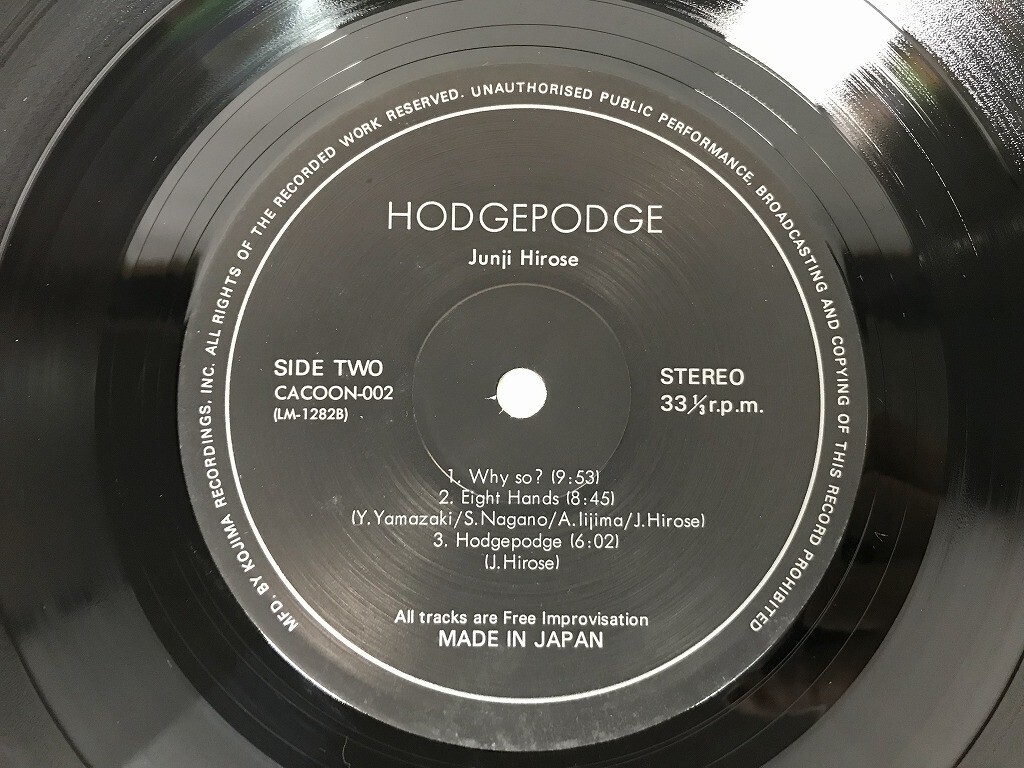 MFD. BY KOJIMA RECORDINGS, INC. ALL RIGHTS OF THE RECORDED WORK RESERVED. UNAUTHORISED PUBLIC PERFORMANCE, BROADCASTING AND COPYING OF THIS RECORD PROHIBITED
HODGEPODGE
Junji Hirose
SIDE TWO
CACOON-002
(LM-1282B)
STEREO
33⅓ r.p.m.
1. Why so? (9:53)
2. Eight Hands (8:45)
(Y. Yamazaki/S. Nagano/A. Iijima/J. Hirose)
3. Hodgepodge (6:02)
(J. Hirose)
All tracks are Free Improvisation
MADE IN JAPAN